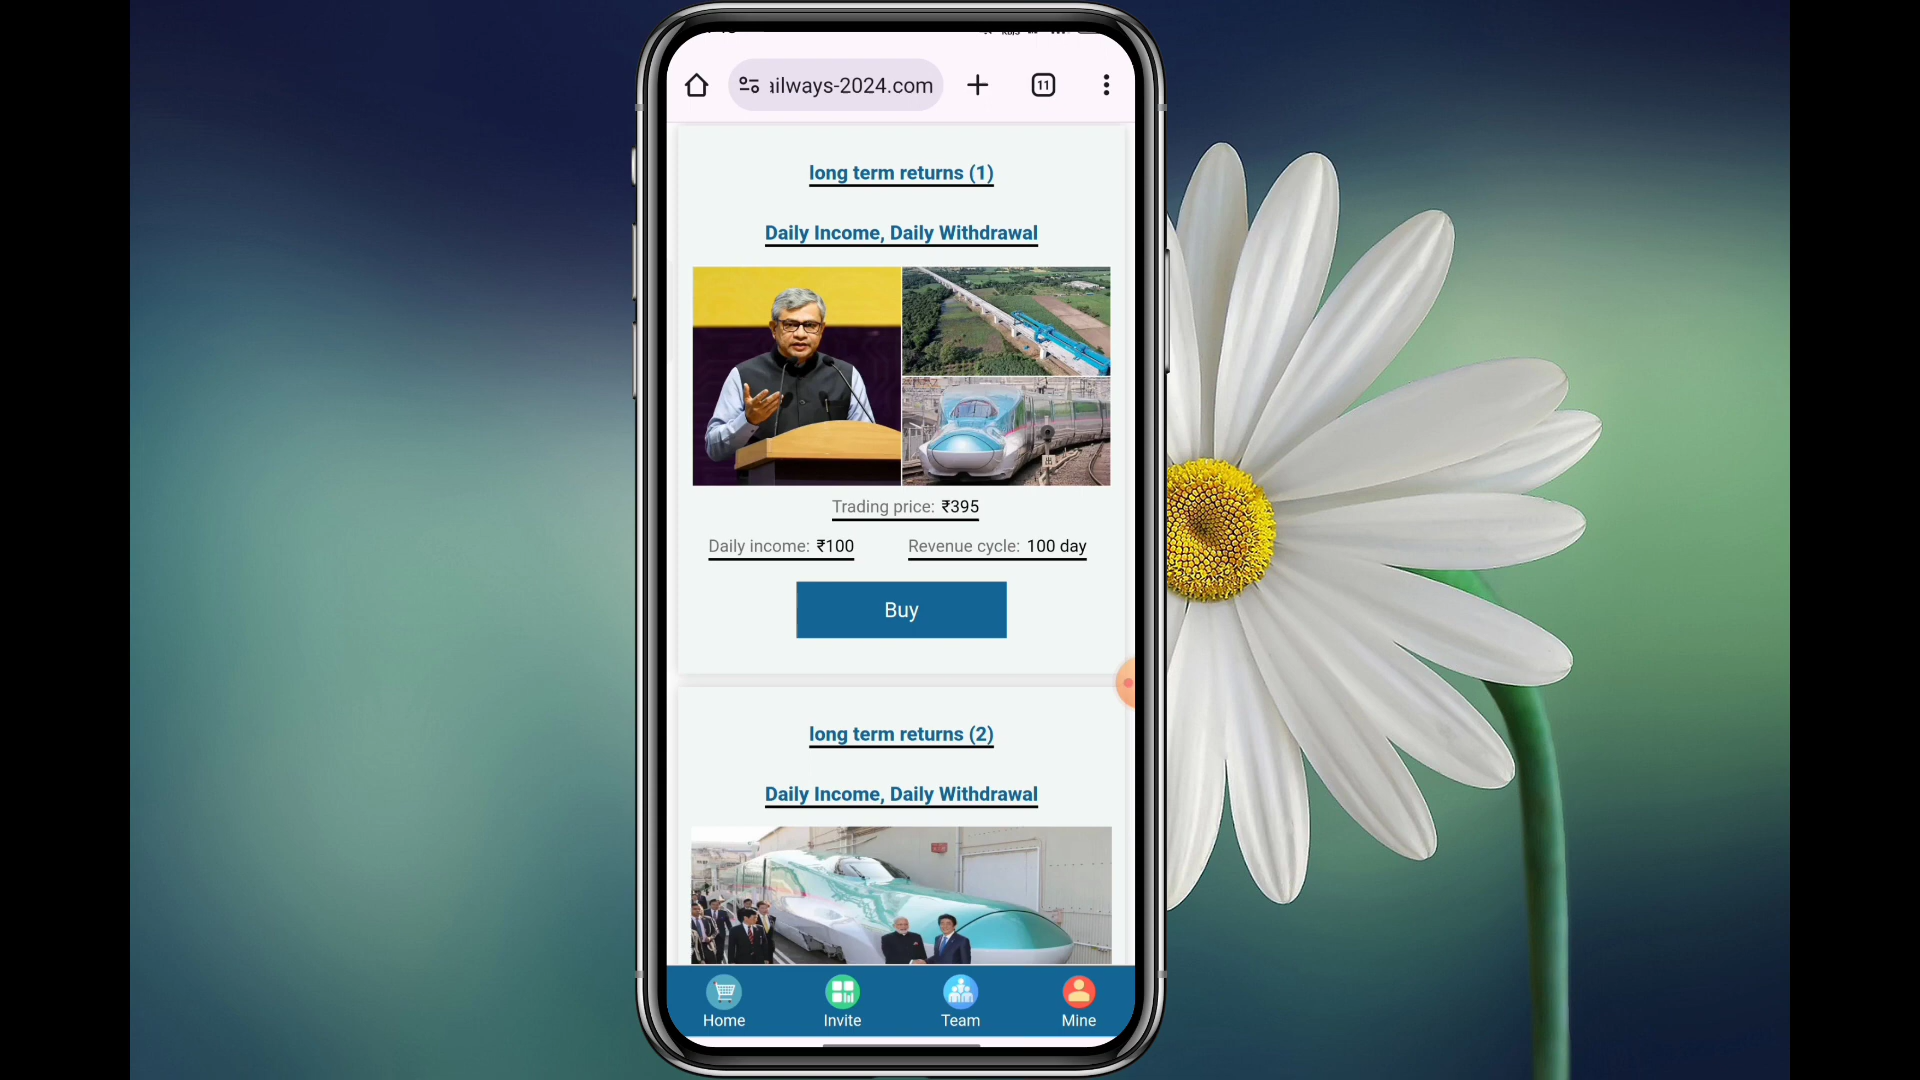 ailways-2024.com
11
long term returns (1)
Daily Income, Daily Withdrawal
Trading price: ₹395
Daily income: ₹100 Revenue cycle: 100 day
Buy
long term returns (2)
Daily Income, Daily Withdrawal
Home Invite Team Mine